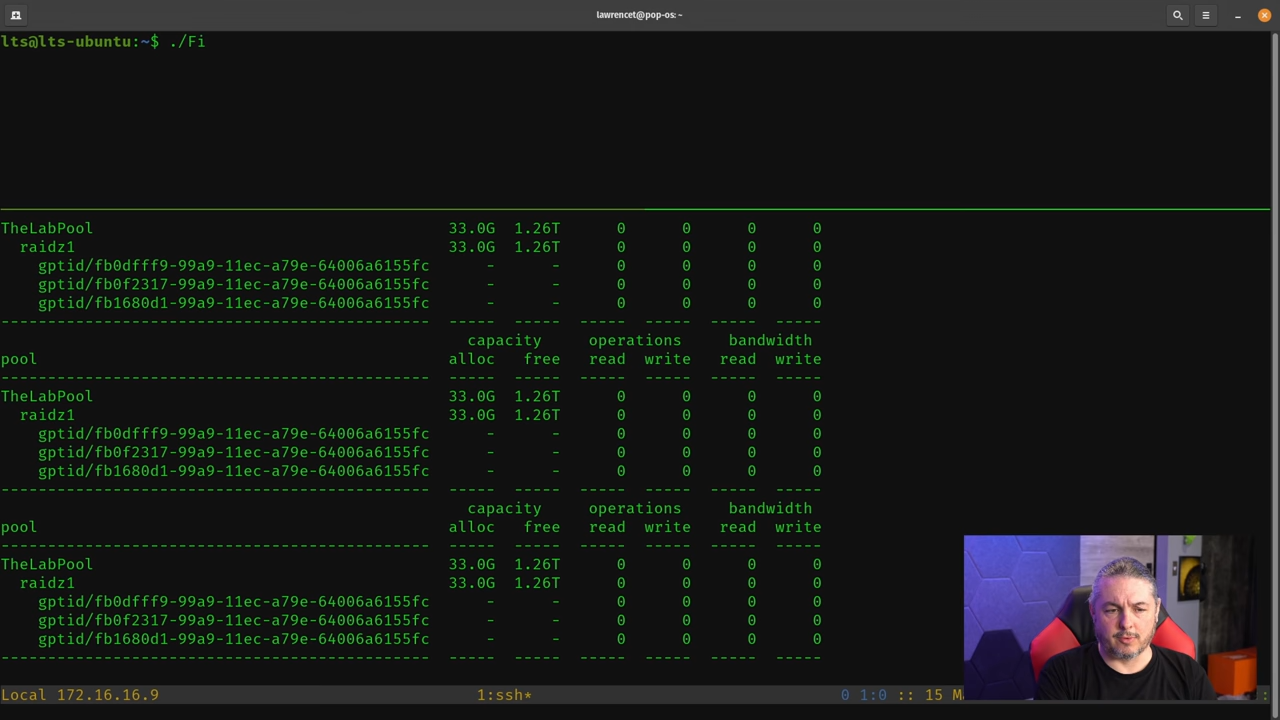 lawrencet@pop-os: ~
lts@lts-ubuntu:~$ ./Fi
TheLabPool 33.0G 1.26T 0 0 0 0
raidz1 33.0G 1.26T 0 0 0 0
gptid/fb0dfff9-99a9-11ec-a79e-64006a6155fc - - 0 0 0 0
gptid/fb0f2317-99a9-11ec-a79e-64006a6155fc - - 0 0 0 0
gptid/fb1680d1-99a9-11ec-a79e-64006a6155fc - - 0 0 0 0
------------------------------------------ ----- ----- ----- ----- ----- -----
capacity operations bandwidth
pool alloc free read write read write
------------------------------------------ ----- ----- ----- ----- ----- -----
TheLabPool 33.0G 1.26T 0 0 0 0
raidz1 33.0G 1.26T 0 0 0 0
gptid/fb0dfff9-99a9-11ec-a79e-64006a6155fc - - 0 0 0 0
gptid/fb0f2317-99a9-11ec-a79e-64006a6155fc - - 0 0 0 0
gptid/fb1680d1-99a9-11ec-a79e-64006a6155fc - - 0 0 0 0
------------------------------------------ ----- ----- ----- ----- ----- -----
capacity operations bandwidth
pool alloc free read write read write
------------------------------------------ ----- ----- ----- ----- ----- -----
TheLabPool 33.0G 1.26T 0 0 0 0
raidz1 33.0G 1.26T 0 0 0 0
gptid/fb0dfff9-99a9-11ec-a79e-64006a6155fc - - 0 0 0 0
gptid/fb0f2317-99a9-11ec-a79e-64006a6155fc - - 0 0 0 0
gptid/fb1680d1-99a9-11ec-a79e-64006a6155fc - - 0 0 0 0
------------------------------------------ ----- ----- ----- ----- ----- -----
Local 172.16.16.9 1:ssh* 0 1:0 :: 15 :